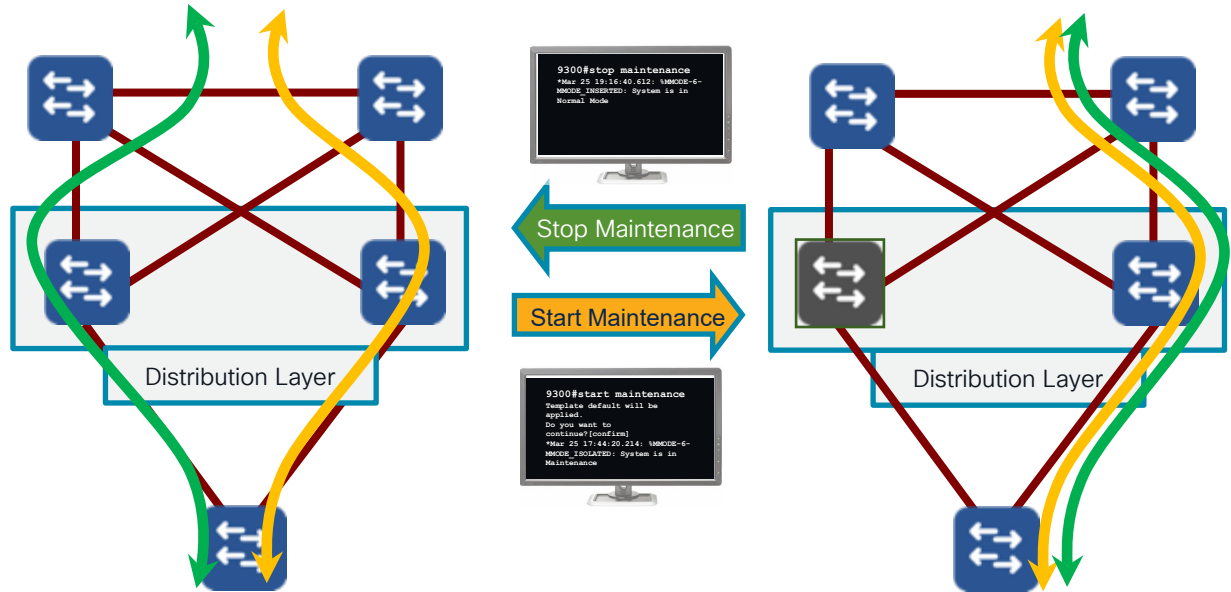 9300#stop maintenance
*Mar 25 19:16:40.612: %MMODE-6-
MMODE_INSERTED: System is in
Normal Mode
Stop Maintenance
Start Maintenance
Distribution Layer
9300#start maintenance
Template default will be
applied.
Do you want to
continue?[confirm]
*Mar 25 17:44:20.214: %MMODE-6-
MMODE_ISOLATED: System is in
Maintenance
Distribution Layer